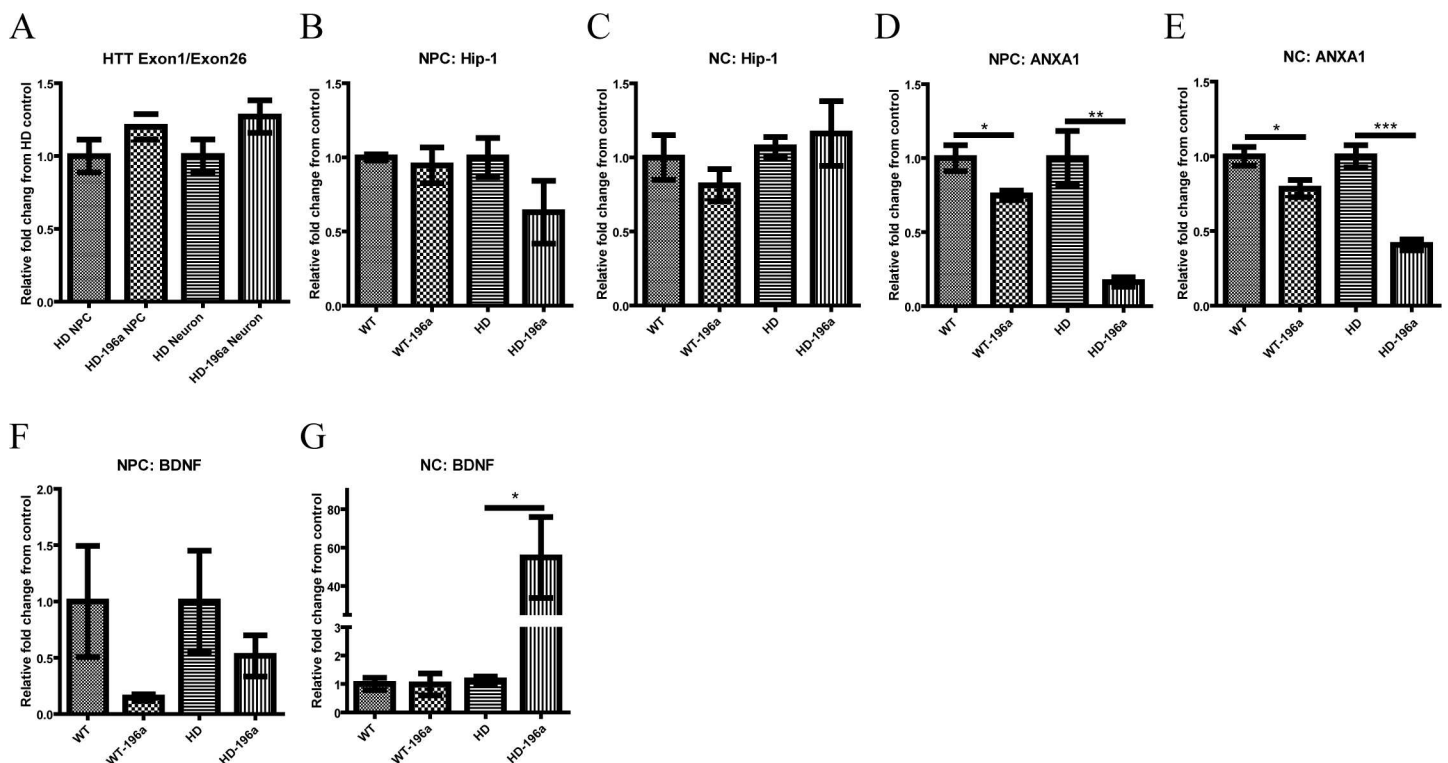 A
HTT Exon1/Exon26
Relative fold chang from HD control
1.5
1.0
0.5
0.0
HD NPC
HD-196a NPC
HD Neuron
HD-196a Neuron
B
NPC: Hip-1
Relative fold change from control
1.5
1.0
0.5
0.0
WT
WT-196a
HD
HD-196a
C
NC: Hip-1
Relative fold change from control
1.5
1.0
0.5
0.0
WT
WT-196a
HD
HD-196a
D
NPC: ANXA1
Relative fold change from control
1.5
1.0
0.5
0.0
*
**
WT
WT-196a
HD
HD-196a
E
NC: ANXA1
Relative fold change from control
1.5
1.0
0.5
0.0
*
***
WT
WT-196a
HD
HD-196a
F
NPC: BDNF
Relative fold change from control
2.0
1.5
1.0
0.5
0.0
WT
WT-196a
HD
HD-196a
G
NC: BDNF
Relative fold change from control
80
60
40
3
2
1
0
*
WT
WT-196a
HD
HD-196a